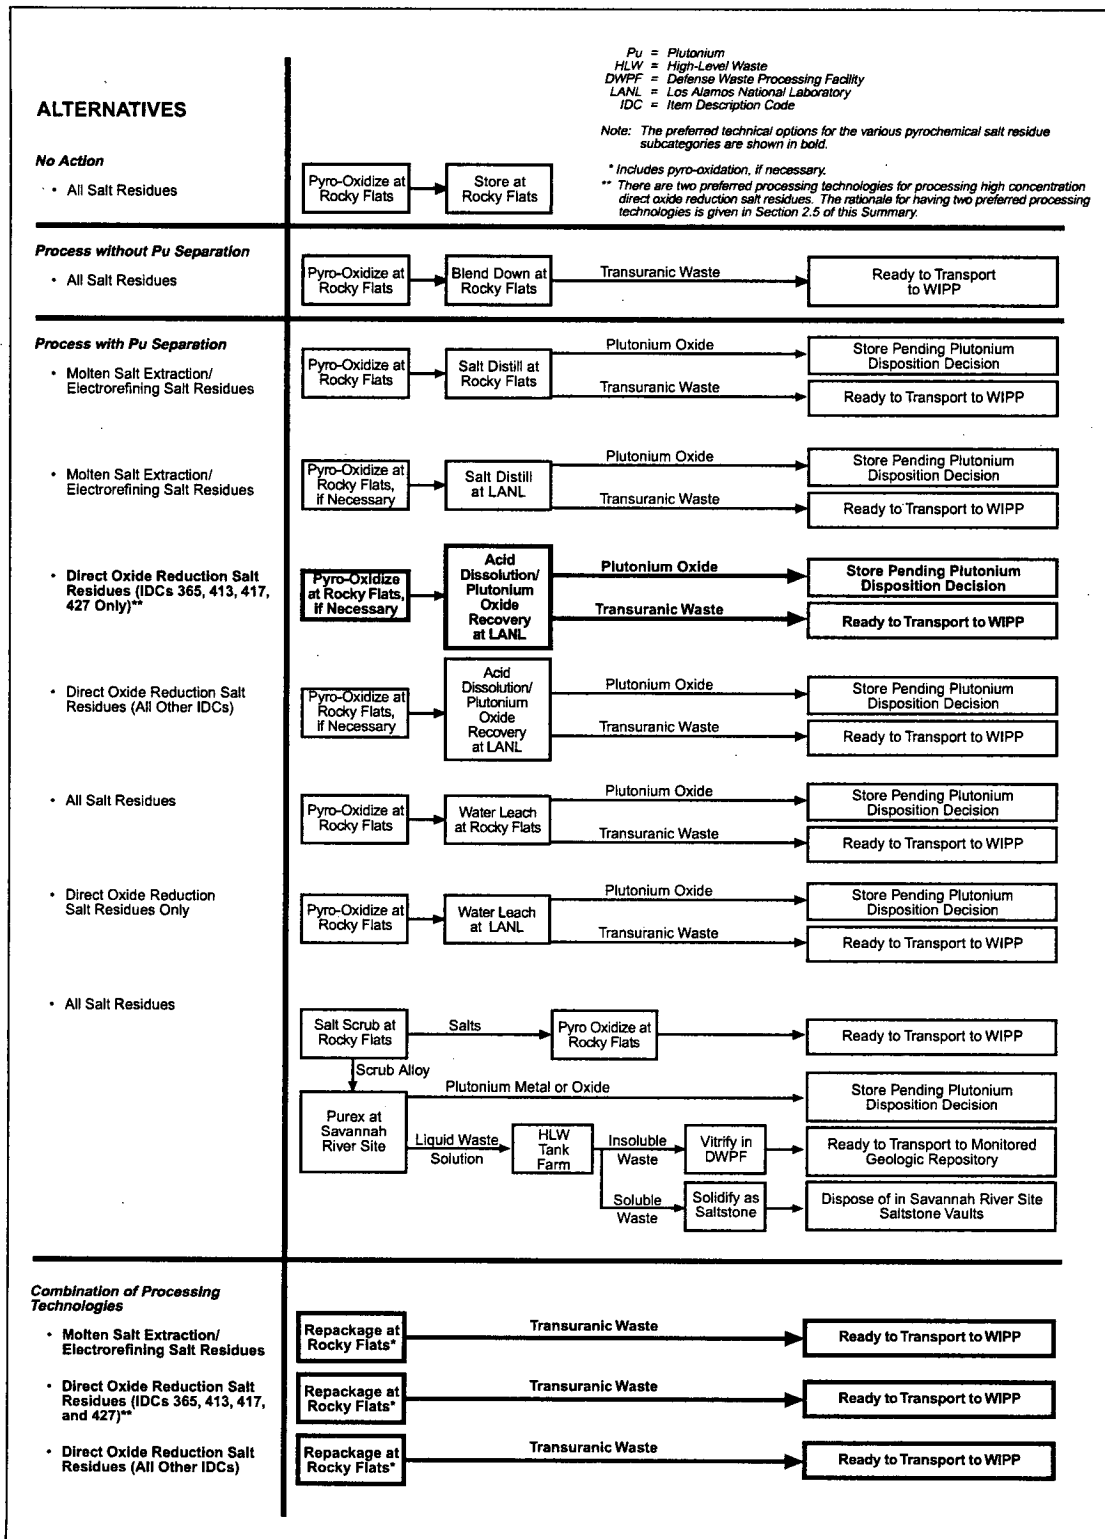 Pu = Plutonium
HLW = High-Level Waste
DWPF = Defense Waste Processing Facility
LANL = Los Alamos National Laboratory
IDC = Item Description Code
Note: The preferred technical options for the various pyrochemical salt residue
subcategories are shown in bold.
* Includes pyro-oxidation, if necessary.
** There are two preferred processing technologies for processing high concentration
direct oxide reduction salt residues. The rationale for having two preferred processing
technologies is given in Section 2.5 of this Summary.
ALTERNATIVES
No Action
• All Salt Residues
Pyro-Oxidize at
Rocky Flats
Store at
Rocky Flats
Process without Pu Separation
• All Salt Residues
Pyro-Oxidize at
Rocky Flats
Blend Down at
Rocky Flats
Transuranic Waste
Ready to Transport
to WIPP
Process with Pu Separation
• Molten Salt Extraction/
Electrorefining Salt Residues
Pyro-Oxidize at
Rocky Flats
Salt Distill at
Rocky Flats
Plutonium Oxide
Transuranic Waste
Store Pending Plutonium
Disposition Decision
Ready to Transport to WIPP
• Molten Salt Extraction/
Electrorefining Salt Residues
Pyro-Oxidize at
Rocky Flats,
if Necessary
Salt Distill
at LANL
Plutonium Oxide
Transuranic Waste
Store Pending Plutonium
Disposition Decision
Ready to Transport to WIPP
• Direct Oxide Reduction Salt
Residues (IDCs 365, 413, 417,
427 Only)**
Pyro-Oxidize
at Rocky Flats,
if Necessary
Acid
Dissolution/
Plutonium
Oxide
Recovery
at LANL
Plutonium Oxide
Transuranic Waste
Store Pending Plutonium
Disposition Decision
Ready to Transport to WIPP
• Direct Oxide Reduction Salt
Residues (All Other IDCs)
Pyro-Oxidize at
Rocky Flats,
if Necessary
Acid
Dissolution/
Plutonium
Oxide
Recovery
at LANL
Plutonium Oxide
Transuranic Waste
Store Pending Plutonium
Disposition Decision
Ready to Transport to WIPP
• All Salt Residues
Pyro-Oxidize at
Rocky Flats
Water Leach
at Rocky Flats
Plutonium Oxide
Transuranic Waste
Store Pending Plutonium
Disposition Decision
Ready to Transport to WIPP
• Direct Oxide Reduction
Salt Residues Only
Pyro-Oxidize at
Rocky Flats
Water Leach
at LANL
Plutonium Oxide
Transuranic Waste
Store Pending Plutonium
Disposition Decision
Ready to Transport to WIPP
• All Salt Residues
Salt Scrub at
Rocky Flats
Salts
Pyro Oxidize at
Rocky Flats
Ready to Transport to WIPP
Scrub Alloy
Purex at
Savannah
River Site
Plutonium Metal or Oxide
Store Pending Plutonium
Disposition Decision
Liquid Waste
Solution
HLW
Tank
Farm
Insoluble
Waste
Vitrify in
DWPF
Ready to Transport to Monitored
Geologic Repository
Soluble
Waste
Solidify as
Saltstone
Dispose of in Savannah River Site
Saltstone Vaults
Combination of Processing
Technologies
• Molten Salt Extraction/
Electrorefining Salt Residues
Repackage at
Rocky Flats*
Transuranic Waste
Ready to Transport to WIPP
• Direct Oxide Reduction Salt
Residues (IDCs 365, 413, 417,
and 427)**
Repackage at
Rocky Flats*
Transuranic Waste
Ready to Transport to WIPP
• Direct Oxide Reduction Salt
Residues (All Other IDCs)
Repackage at
Rocky Flats*
Transuranic Waste
Ready to Transport to WIPP